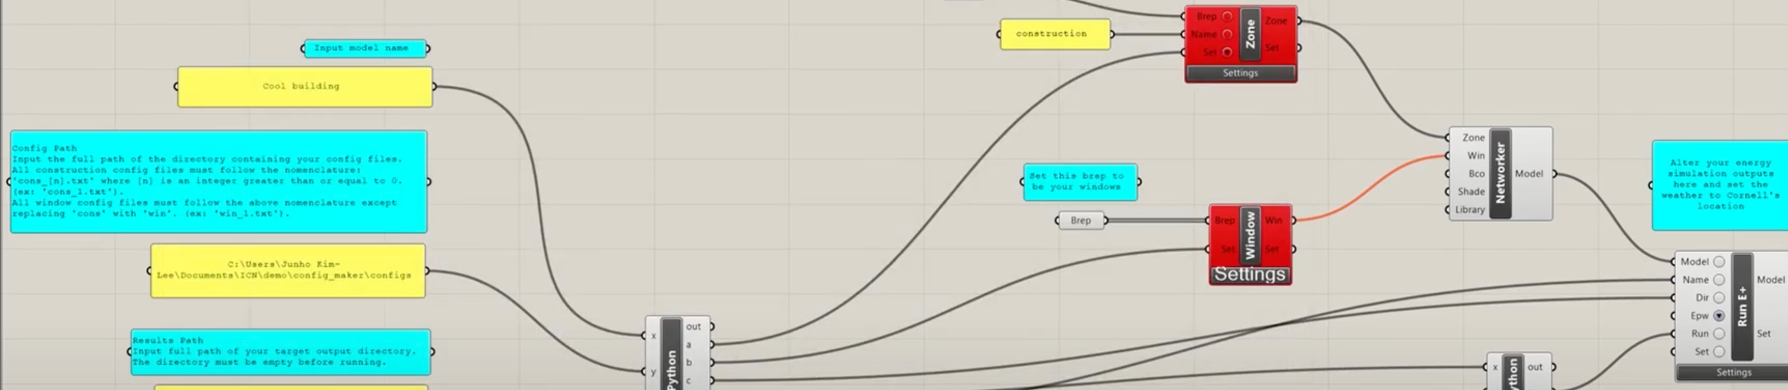 Input model name
Cool building
Config Path
Input the full path of the directory containing your config files.
All construction config files must follow the nomenclature:
'cons_[n].txt' where [n] is an integer greater than or equal to 0.
(ex: 'cons_1.txt').
All window config files must follow the above nomenclature except
replacing 'cons' with 'win'. (ex: 'win_1.txt').
C:\Users\Junho Kim-
Lee\Documents\ICN\demo\config_maker\configs
Results Path
Input full path of your target output directory.
The directory must be empty before running.
x
y
Python
out
a
b
c
construction
Brep
Name
Set
Zone
Zone
Set
Settings
Set this brep to
be your windows
Brep
Brep
Set
Window
Win
Set
Settings
Zone
Win
Bco
Shade
Library
Networker
Model
Alter your energy
simulation outputs
here and set the
weather to Cornell's
location
Model
Name
Dir
Epw
Run
Set
Run E+
Model
Set
Settings
x
thon
out